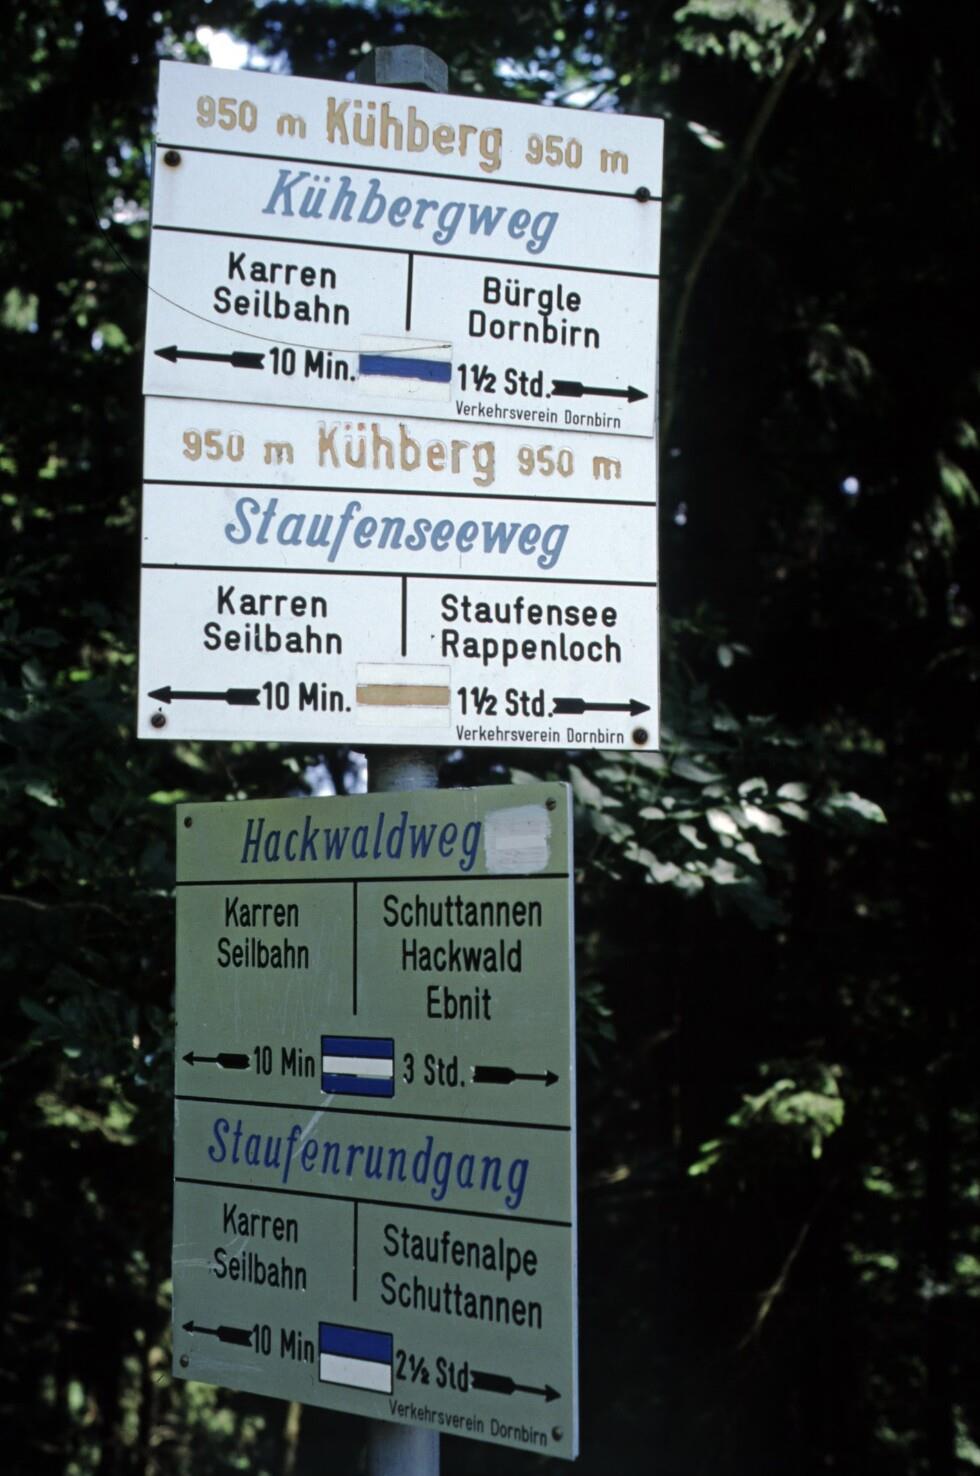 950 m Kühberg 950 m
Kühbergweg
Karren
Seilbahn
Bürgle
Dornbirn
10 Min.
1½ Std.
Verkehrsverein Dornbirn
950 m Kühberg 950 m
Staufenseeweg
Karren
Seilbahn
Staufensee
Rappenloch
10 Min.
1½ Std.
Verkehrsverein Dornbirn
Hackwaldweg
Karren
Seilbahn
Schuttannen
Hackwald
Ebnit
10 Min
3 Std.
Staufenrundgang
Karren
Seilbahn
Staufenalpe
Schuttannen
10 Min
2½ Std
Verkehrsverein Dornbirn